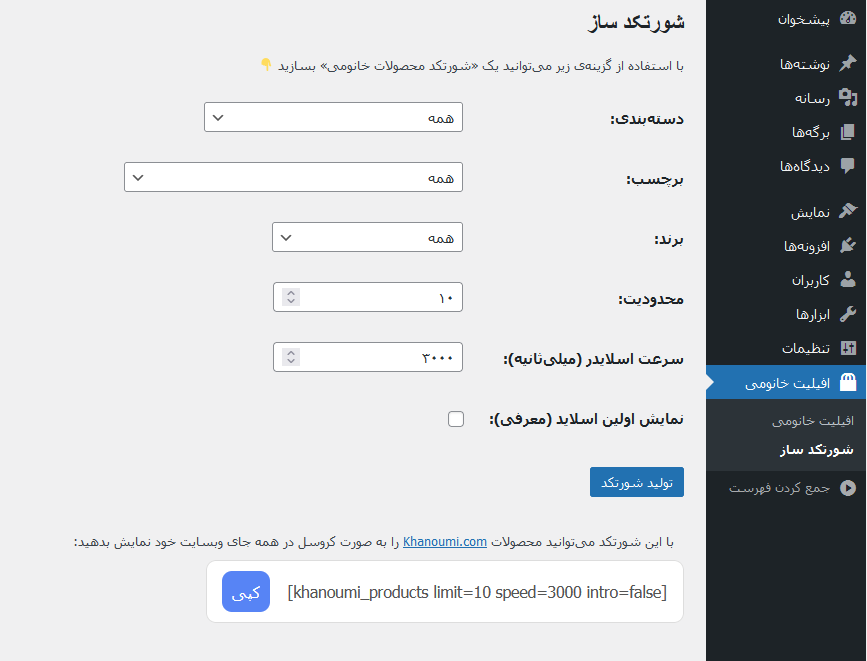 پیشخوان
نوشته‌ها
رسانه
برگه‌ها
دیدگاه‌ها
نمایش
افزونه‌ها
کاربران
ابزارها
تنظیمات
افیلیت خانومی
افیلیت خانومی
شورتکد ساز
جمع کردن فهرست
شورتکد ساز
با استفاده از گزینه‌ی زیر می‌توانید یک «شورتکد محصولات خانومی» بسازید 👇
دسته‌بندی: همه
برچسب: همه
برند: همه
محدودیت: ۱۰
سرعت اسلایدر (میلی‌ثانیه): ۳۰۰۰
نمایش اولین اسلاید (معرفی):
تولید شورتکد
با این شورتکد می‌توانید محصولات Khanoumi.com را به صورت کروسل در همه جای وبسایت خود نمایش بدهید:
[khanoumi_products limit=10 speed=3000 intro=false] کپی